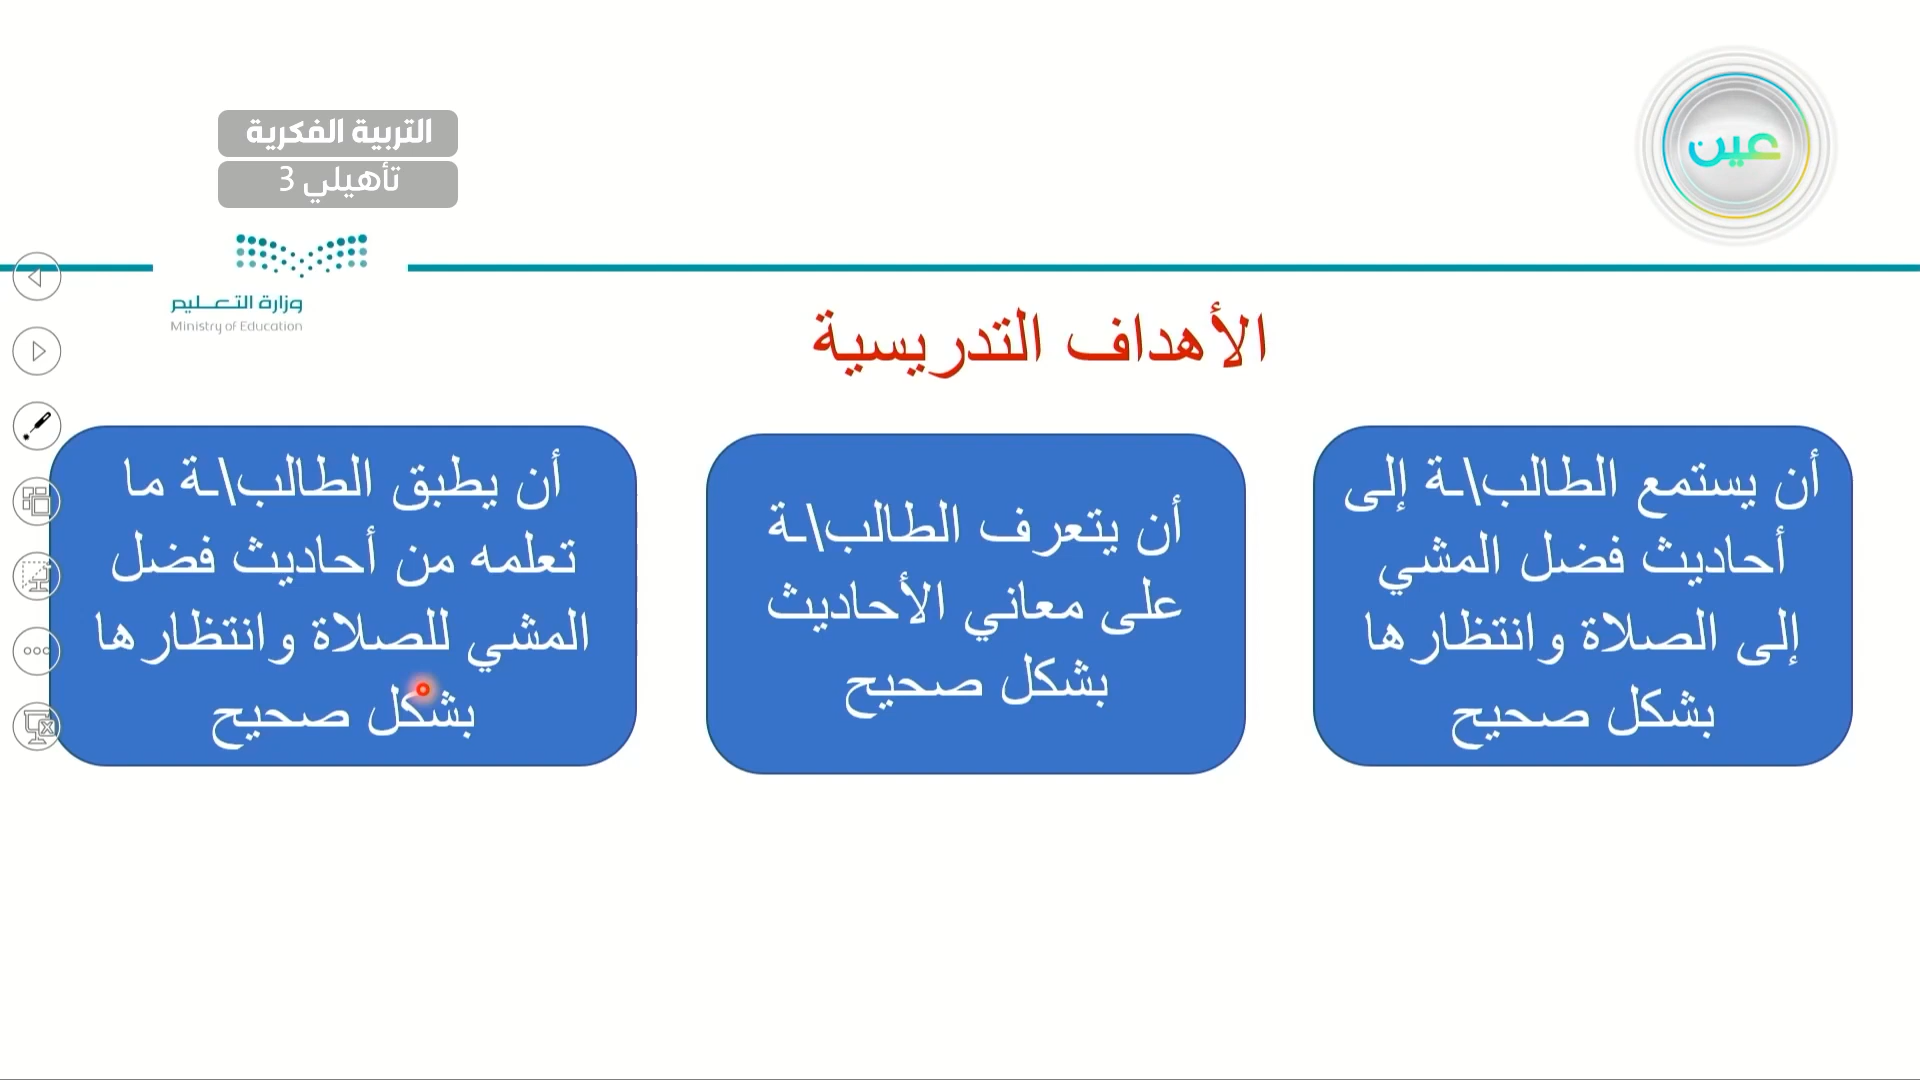 التربية الفكرية
تأهيلي 3
عين
وزارة التعليم
Ministry of Education
الأهداف التدريسية
أن يستمع الطالب\ـة إلى
أحاديث فضل المشي
إلى الصلاة وانتظارها
بشكل صحيح
أن يتعرف الطالب\ـة
على معاني الأحاديث
بشكل صحيح
أن يطبق الطالب\ـة ما
تعلمه من أحاديث فضل
المشي للصلاة وانتظارها
بشكل صحيح